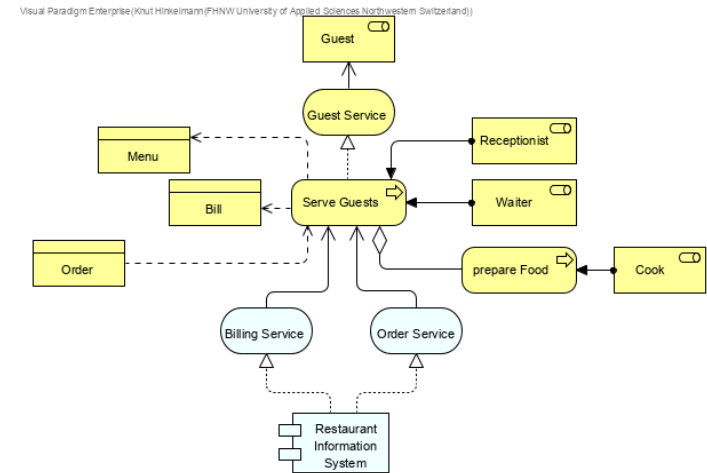 Visual Paradigm Enterprise(Knut Hinkelmann(FHNW University of Applied Sciences Northwestern Switzerland))
Guest
Guest Service
Receptionist
Menu
Serve Guests
Waiter
Bill
Order
prepare Food
Cook
Billing Service
Order Service
Restaurant
Information
System